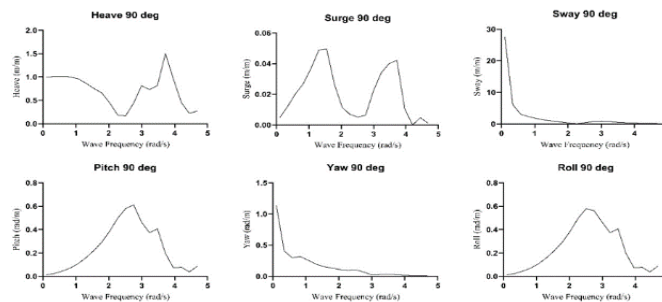 Heave 90 deg
Heave (m/m)
2.0
1.5
1.0
0.5
0.0
0 1 2 3 4 5
Wave Frequency (rad/s)
Surge 90 deg
Surge (m/m)
0.06
0.04
0.02
0.00
0 1 2 3 4 5
Wave Frequency (rad/s)
Sway 90 deg
Sway (m/m)
30
20
10
0
0 1 2 3 4
Wave Frequency (rad/s)
Pitch 90 deg
Pitch (rad/m)
0.8
0.6
0.4
0.2
0.0
0 1 2 3 4 5
Wave Frequency (rad/s)
Yaw 90 deg
Yaw (rad/m)
1.5
1.0
0.5
0.0
0 1 2 3 4 5
Wave Frequency (rad/s)
Roll 90 deg
Roll (rad/m)
0.8
0.6
0.4
0.2
0.0
0 1 2 3 4
Wave Frequency (rad/s)